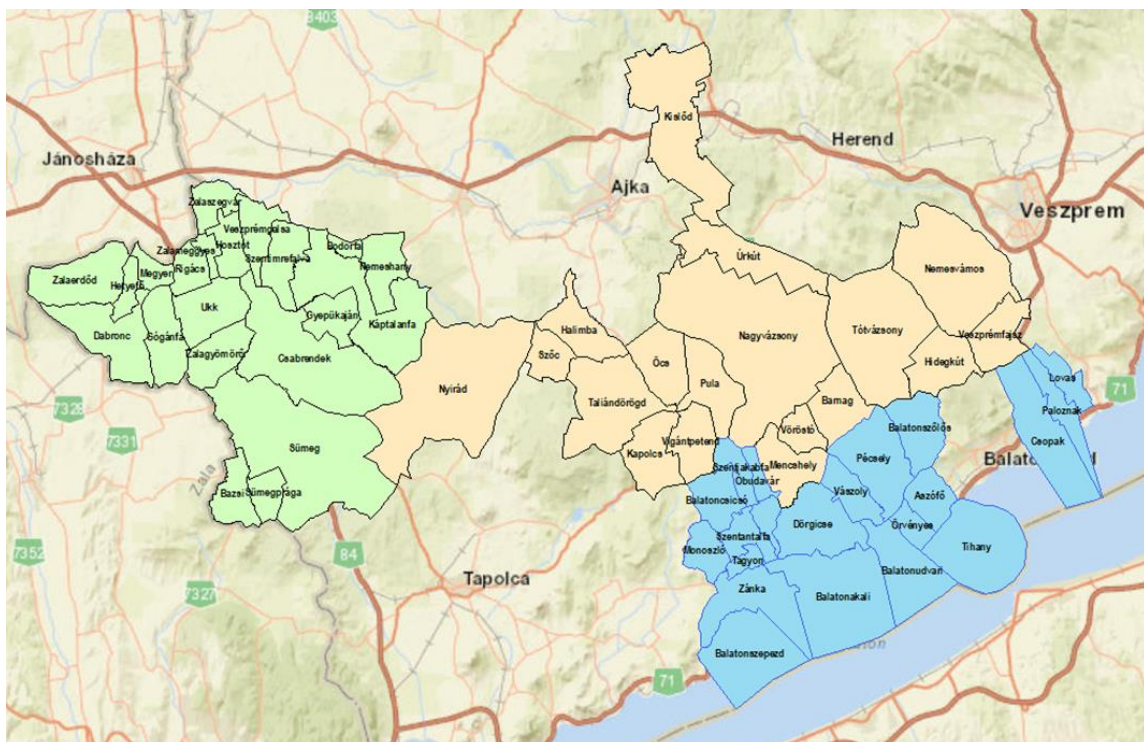 8403
Kislőd
Herend
Jánosháza
Ajka
Veszprem
Zalaszegvár
Veszprémgalsa
Zalameggyes
Hosztót
Bodorfa
Szentimrefalva
Nemeshany
Zalaerdőd
Hetyefő
Megyer
Rigács
Ukk
Gyepükaján
Káptalanfa
Dabronc
Gógánfa
Zalagyömörő
Csabrendek
Úrkút
Nemesvámos
Nagyvázsony
Tótvázsony
Veszprémfajsz
Hidegkút
Halimba
Szőc
Öcs
Pula
Nyirád
Taliándörögd
Barnag
Vöröstó
Lovas
Paloznak
71
Csopak
7328
7331
Sümeg
Kapolcs
Vigántpetend
Mencshely
Balatonszőlős
Pécsely
Szentjakabfa
Óbudavár
Balatoncsicsó
Vászoly
Aszófő
Zala
Bazsi
Sümegprága
Dörgicse
Örvényes
Szentantalfa
Monoszló
Tagyon
Tihany
7352
84
Tapolca
7327
Zánka
Balatonakali
Balatonudvari
Balatonszepezd
71